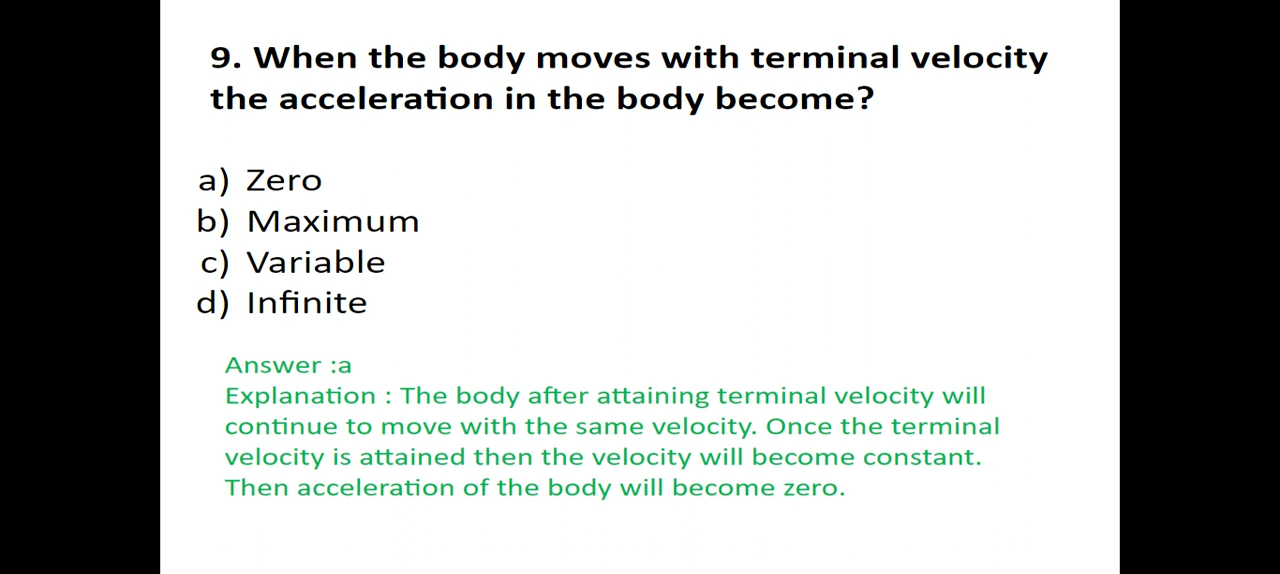 9. When the body moves with terminal velocity
the acceleration in the body become?
a) Zero
b) Maximum
c) Variable
d) Infinite
Answer :a
Explanation : The body after attaining terminal velocity will
continue to move with the same velocity. Once the terminal
velocity is attained then the velocity will become constant.
Then acceleration of the body will become zero.